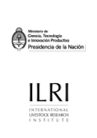 Ministerio de
Ciencia, Tecnología
e Innovación Productiva
Presidencia de la Nación
ILRI
INTERNATIONAL
LIVESTOCK RESEARCH
INSTITUTE